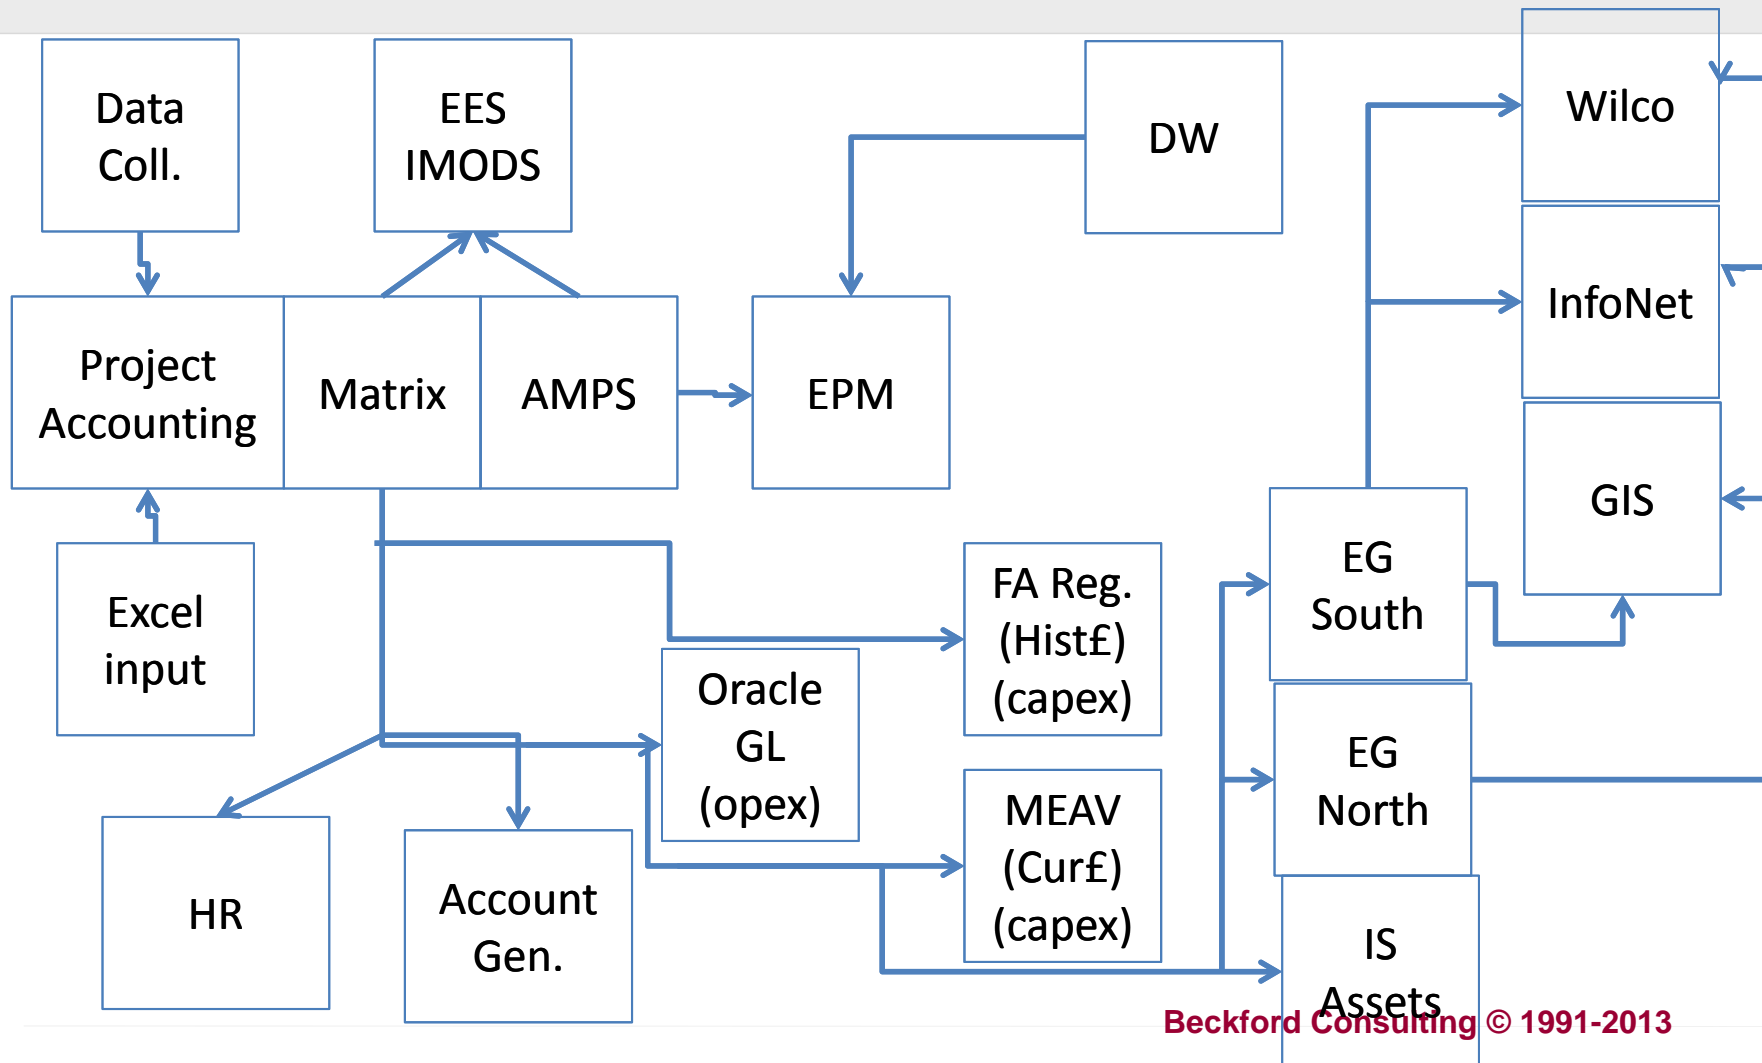 Data
Coll.
EES
IMODS
DW
Wilco
InfoNet
Project
Accounting
Matrix
AMPS
EPM
GIS
Excel
input
FA Reg.
(Hist£)
(capex)
EG
South
Oracle
GL
(opex)
EG
North
MEAV
(Cur£)
(capex)
HR
Account
Gen.
IS
Assets
Beckford Consulting © 1991-2013